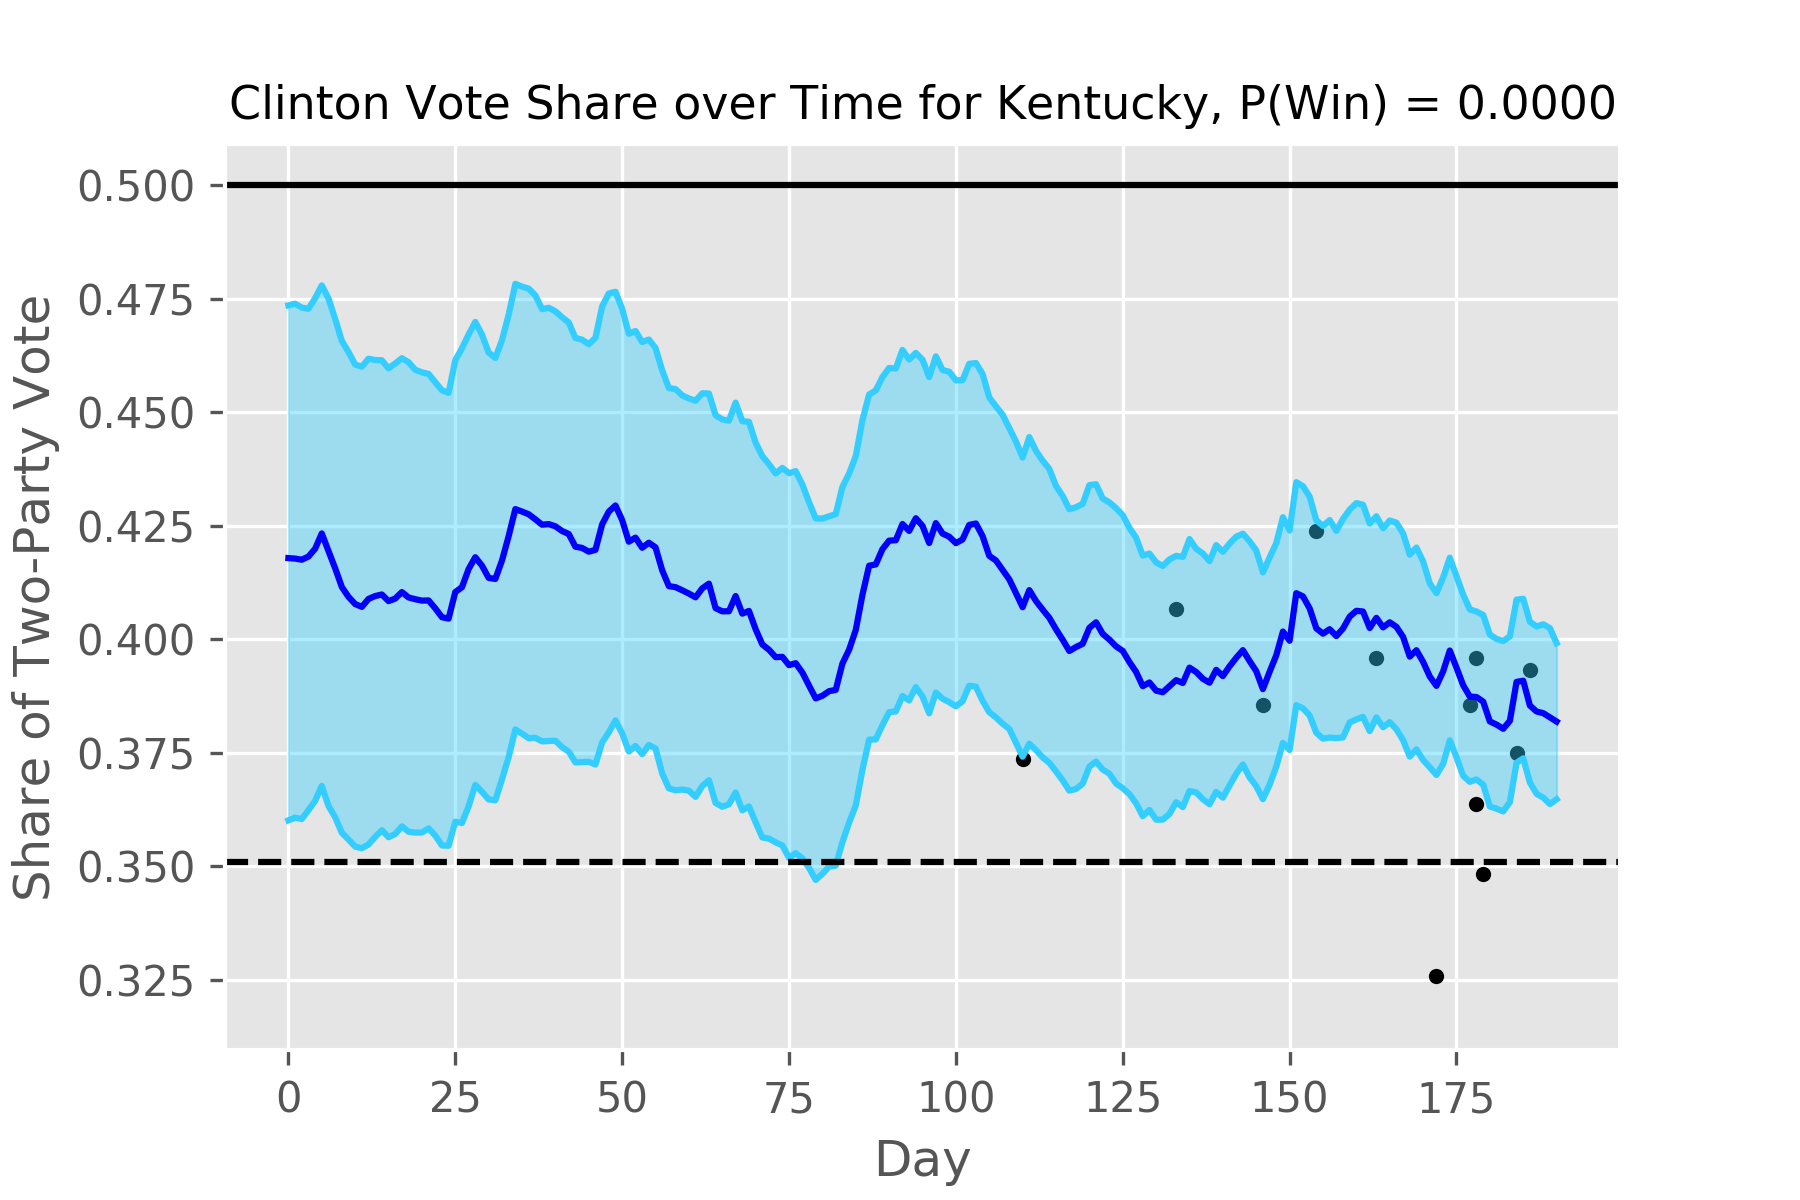 Clinton Vote Share over Time for Kentucky, P(Win) = 0.0000
Share of Two-Party Vote
0.500
0.475
0.450
0.425
0.400
0.375
0.350
0.325
0 25 50 75 100 125 150 175
Day